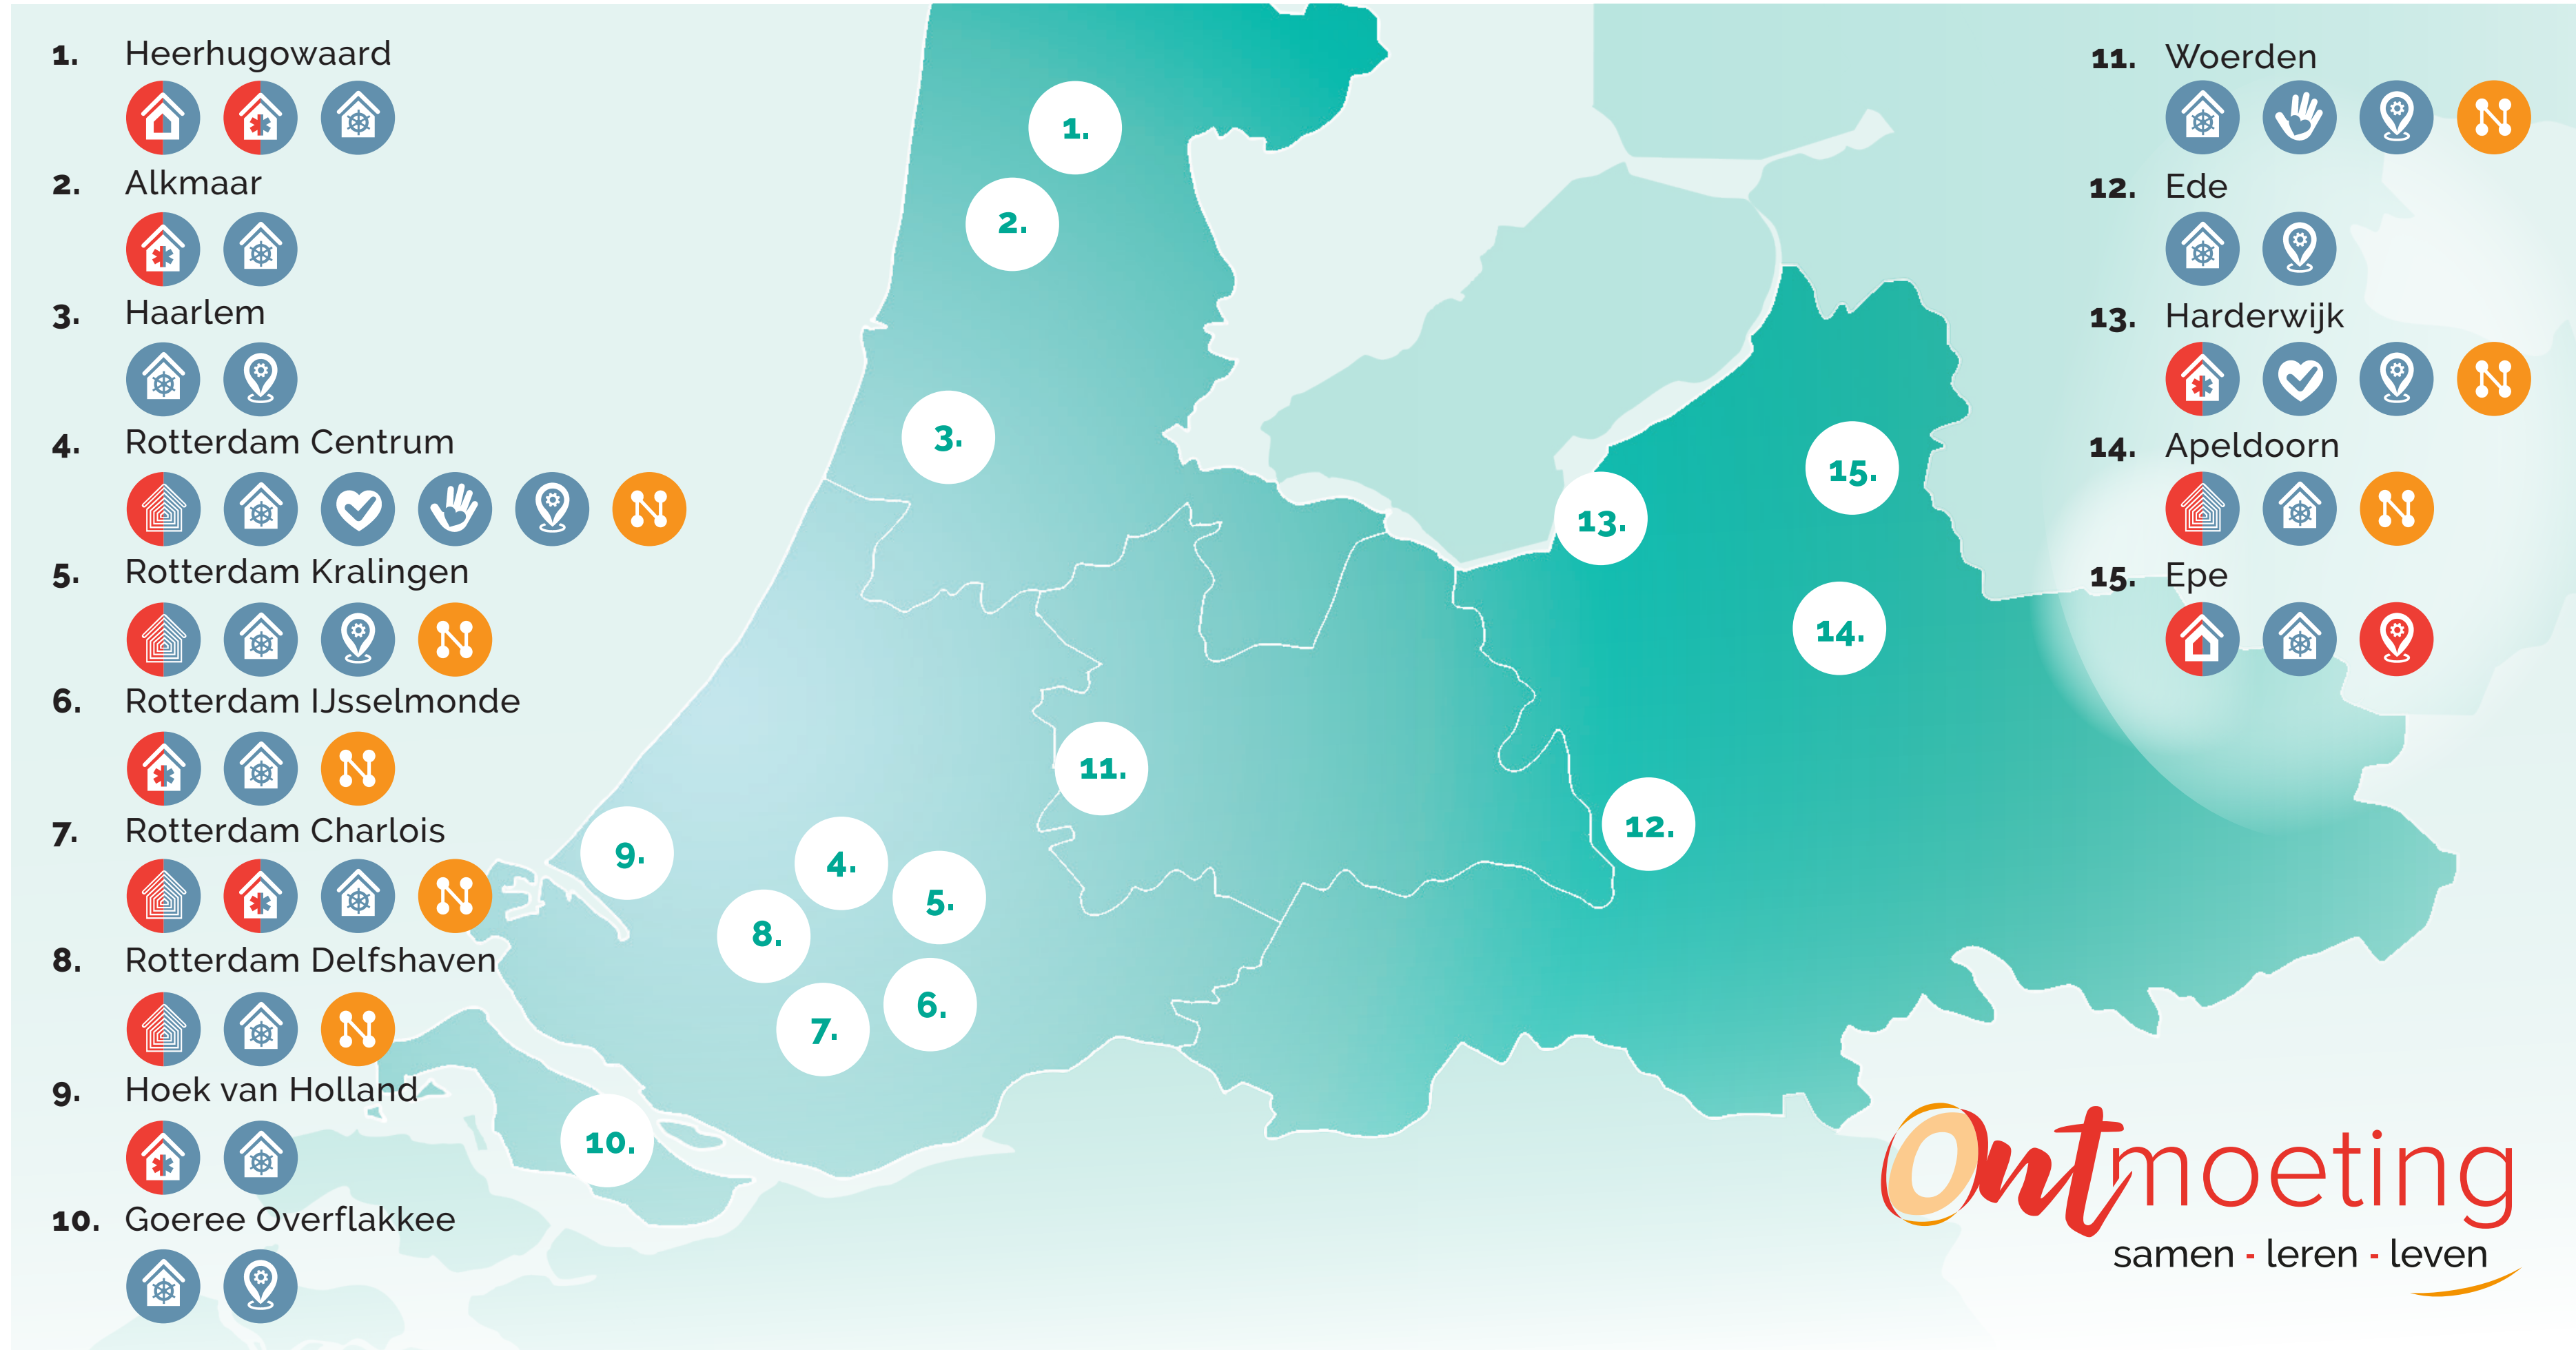 1. Heerhugowaard
2. Alkmaar
3. Haarlem
4. Rotterdam Centrum
N
5. Rotterdam Kralingen
N
6. Rotterdam IJsselmonde
N
7. Rotterdam Charlois
N
8. Rotterdam Delfshaven
N
9. Hoek van Holland
10. Goeree Overflakkee
1.
2.
3.
15.
13.
14.
11.
12.
9.
4.
5.
8.
6.
7.
10.
11. Woerden
N
12. Ede
13. Harderwijk
N
14. Apeldoorn
N
15. Epe
Ontmoeting
samen - leren - leven